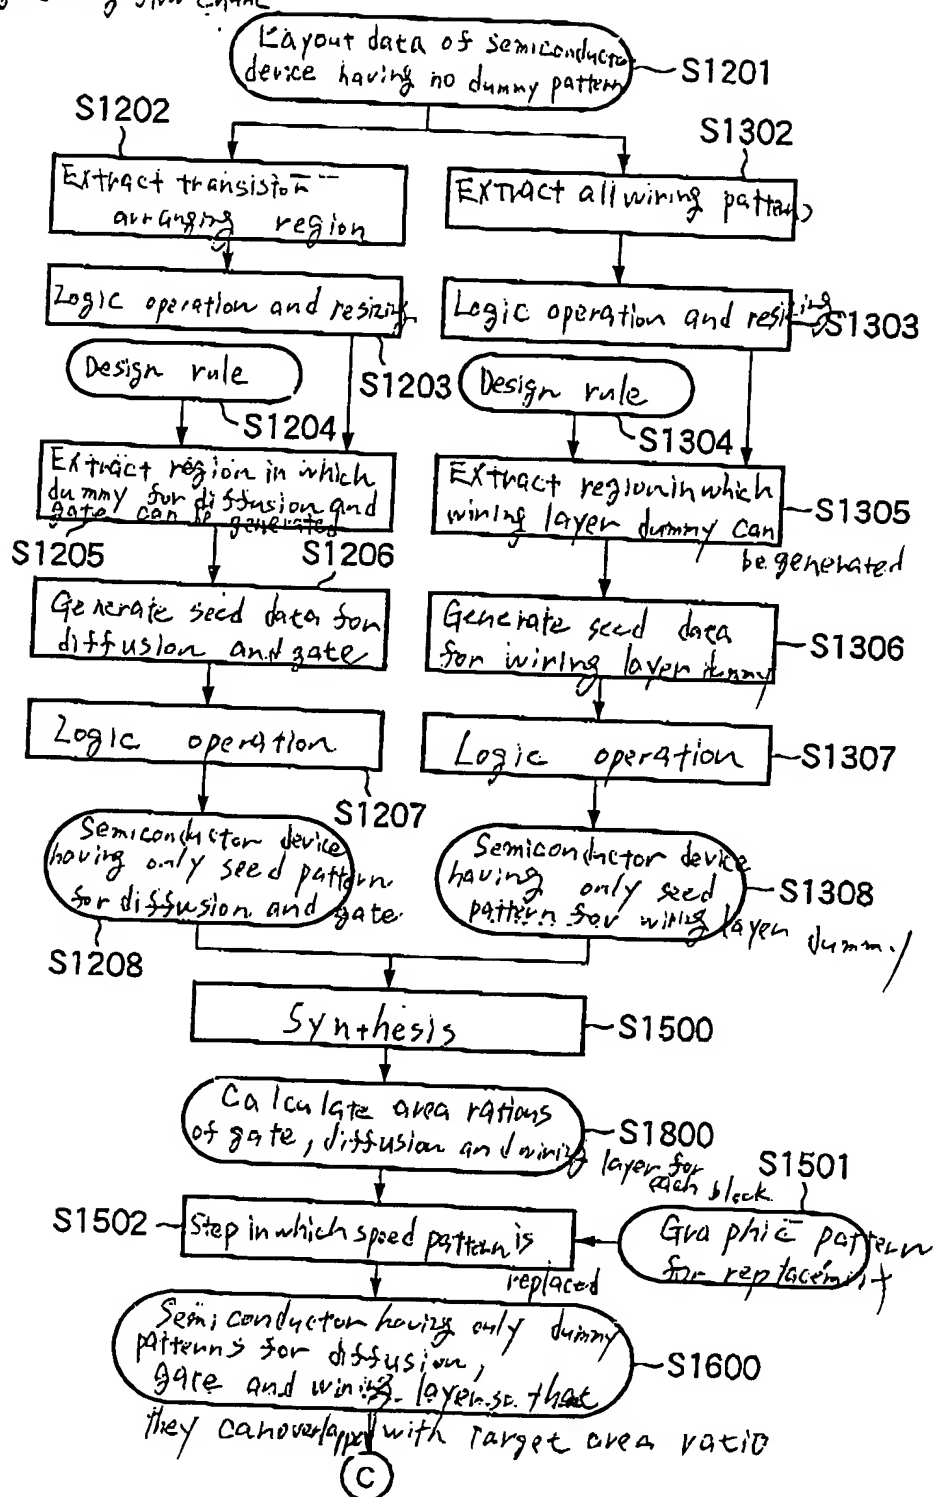 flow chart
Layout data of semiconductor
device having no dummy pattern
S1201
S1202
S1302
Extract transistor
arranging region
Extract all wiring patterns
Logic operation and resizing
S1203
Logic operation and resizing
S1303
Design rule
S1204
Design rule
S1304
Extract region in which
dummy for diffusion and
gate can be generated
S1205
Extract region in which
wiring layer dummy can
be generated
S1305
S1206
Generate seed data for
diffusion and gate
Generate seed data
for wiring layer dummy
S1306
Logic operation
S1207
Logic operation
S1307
Semiconductor device
having only seed pattern
for diffusion and gate.
S1208
Semiconductor device
having only seed
pattern for wiring layer dummy
S1308
Synthesis
S1500
Calculate area rations
of gate, diffusion and wiring layer for
each block.
S1800
S1501
Graphic pattern
for replacement
S1502
Step in which speed pattern is
replaced
Semiconductor having only dummy
patterns for diffusion,
gate and wiring layer so that
they can overlapped with Target area ratio
S1600
C